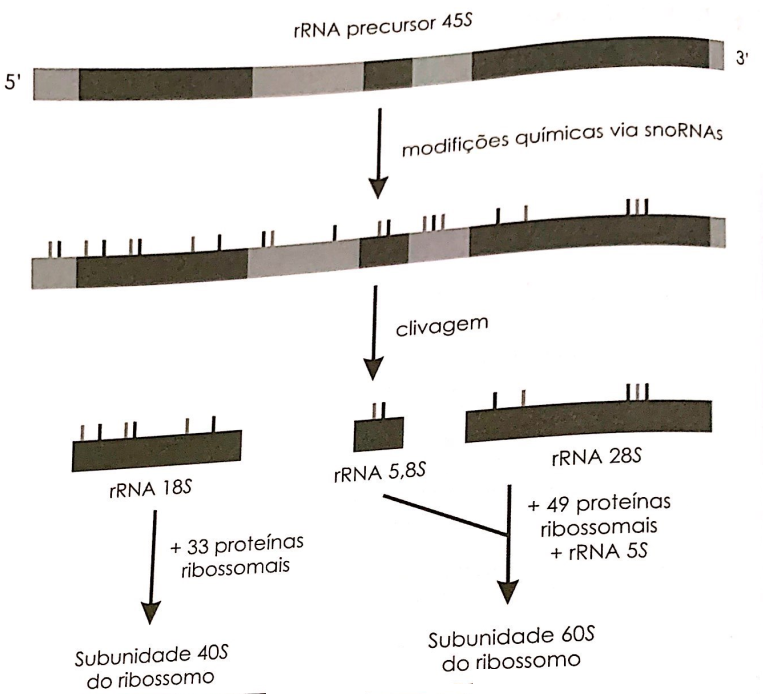 rRNA precursor 45S
5'
3'
modifições químicas via snoRNAs
clivagem
rRNA 18S
rRNA 5,8S
rRNA 28S
+ 33 proteínas
ribossomais
+ 49 proteínas
ribossomais
+ rRNA 5S
Subunidade 40S
do ribossomo
Subunidade 60S
do ribossomo